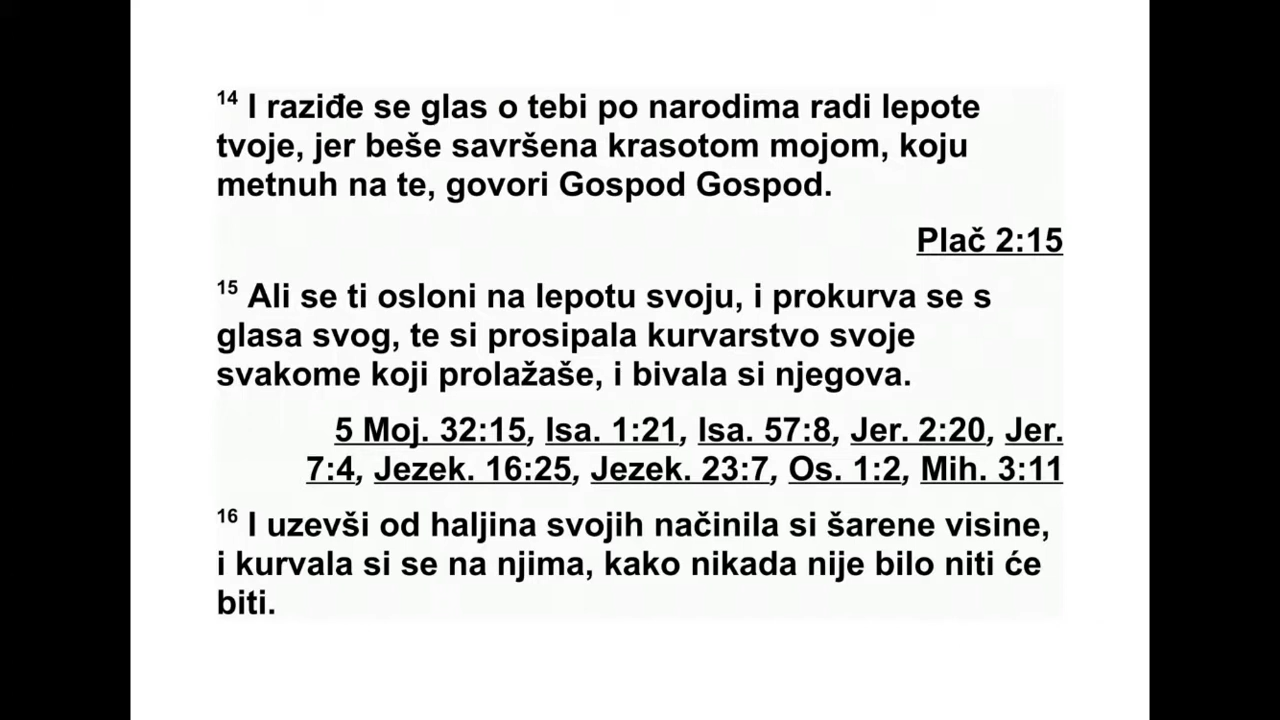 14 I raziđe se glas o tebi po narodima radi lepote
tvoje, jer beše savršena krasotom mojom, koju
metnuh na te, govori Gospod Gospod.
Plač 2:15
15 Ali se ti osloni na lepotu svoju, i prokurva se s
glasa svog, te si prosipala kurvarstvo svoje
svakome koji prolažaše, i bivala si njegova.
5 Moj. 32:15, Isa. 1:21, Isa. 57:8, Jer. 2:20, Jer.
7:4, Jezek. 16:25, Jezek. 23:7, Os. 1:2, Mih. 3:11
16 I uzevši od haljina svojih načinila si šarene visine,
i kurvala si se na njima, kako nikada nije bilo niti će
biti.